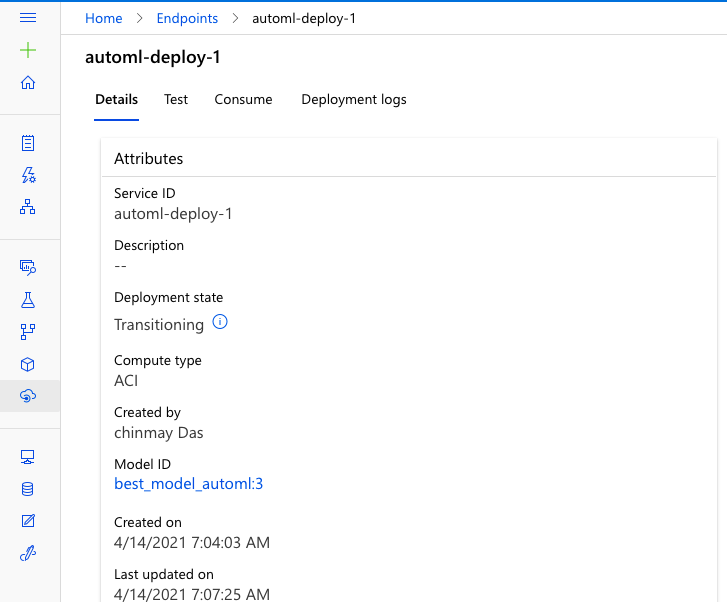 Home > Endpoints > automl-deploy-1
automl-deploy-1
Details Test Consume Deployment logs
Attributes
Service ID
automl-deploy-1
Description
--
Deployment state
Transitioning
Compute type
ACI
Created by
chinmay Das
Model ID
best_model_automl:3
Created on
4/14/2021 7:04:03 AM
Last updated on
4/14/2021 7:07:25 AM